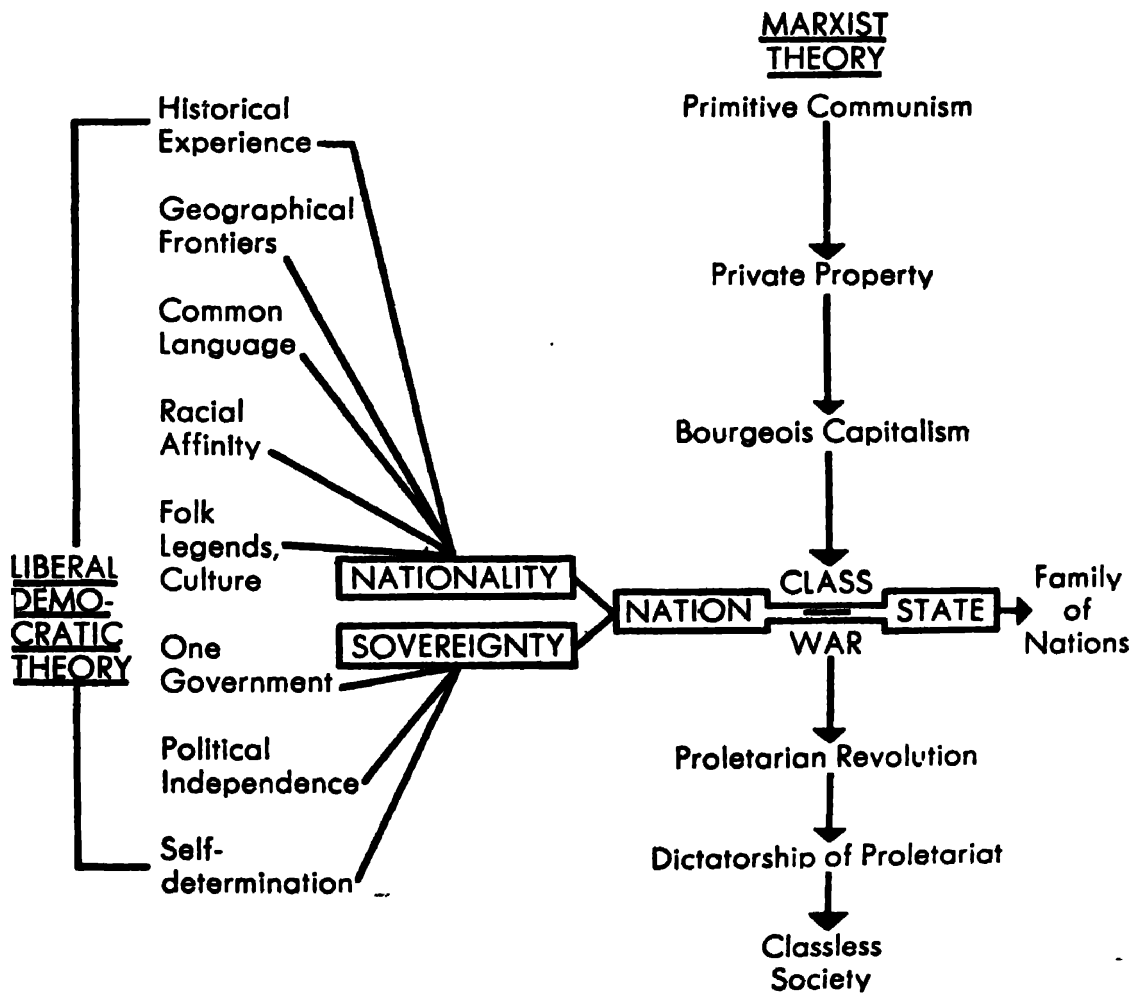 MARXIST
THEORY
Primitive Communism
Private Property
Bourgeois Capitalism
CLASS
WAR
Proletarian Revolution
Dictatorship of Proletariat
Classless
Society
LIBERAL
DEMO-
CRATIC
THEORY
Historical
Experience
Geographical
Frontiers
Common
Language
Racial
Affinity
Folk
Legends,
Culture
One
Government
Political
Independence
Self-
determination
NATIONALITY
SOVEREIGNTY
NATION
STATE
Family
of
Nations